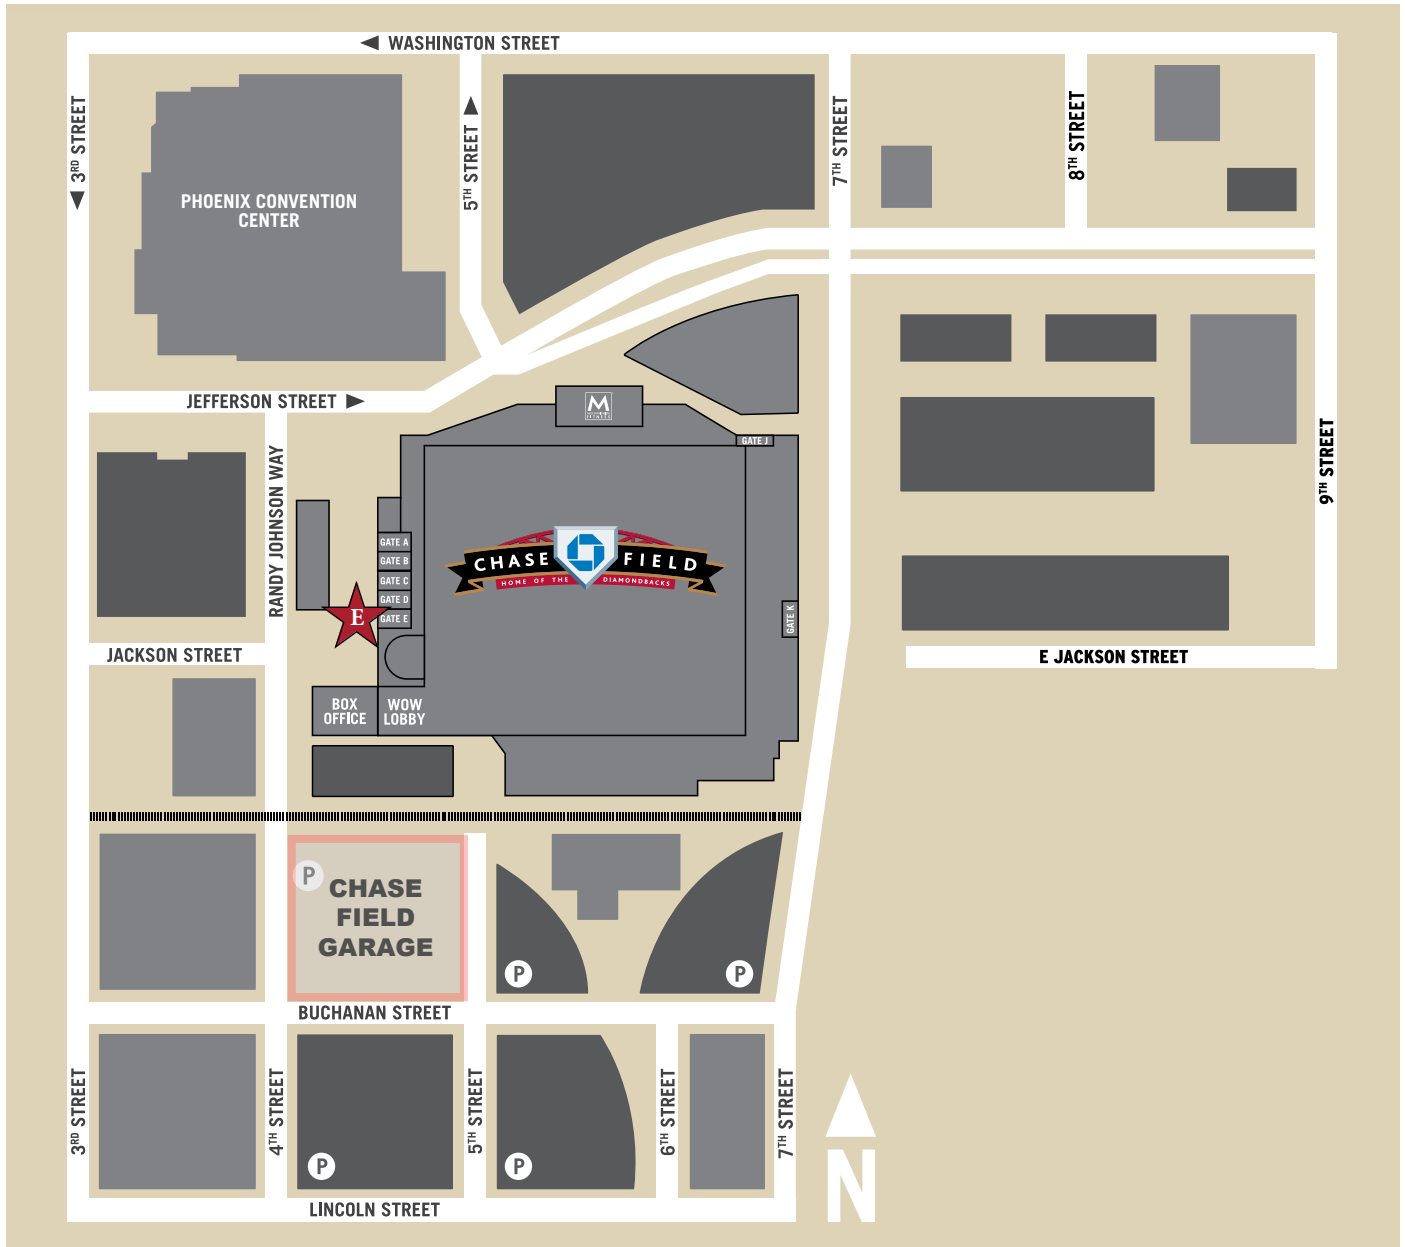 WASHINGTON STREET
3RD STREET
5TH STREET
7TH STREET
8TH STREET
PHOENIX CONVENTION
CENTER
JEFFERSON STREET
M
GATE J
RANDY JOHNSON WAY
9TH STREET
GATE A
GATE B
GATE C
GATE D
GATE E
E
CHASE FIELD
HOME OF THE DIAMONDBACKS
GATE K
JACKSON STREET
E JACKSON STREET
BOX
OFFICE
WOW
LOBBY
P
CHASE
FIELD
GARAGE
P
P
BUCHANAN STREET
3RD STREET
4TH STREET
5TH STREET
6TH STREET
7TH STREET
P
P
N
LINCOLN STREET